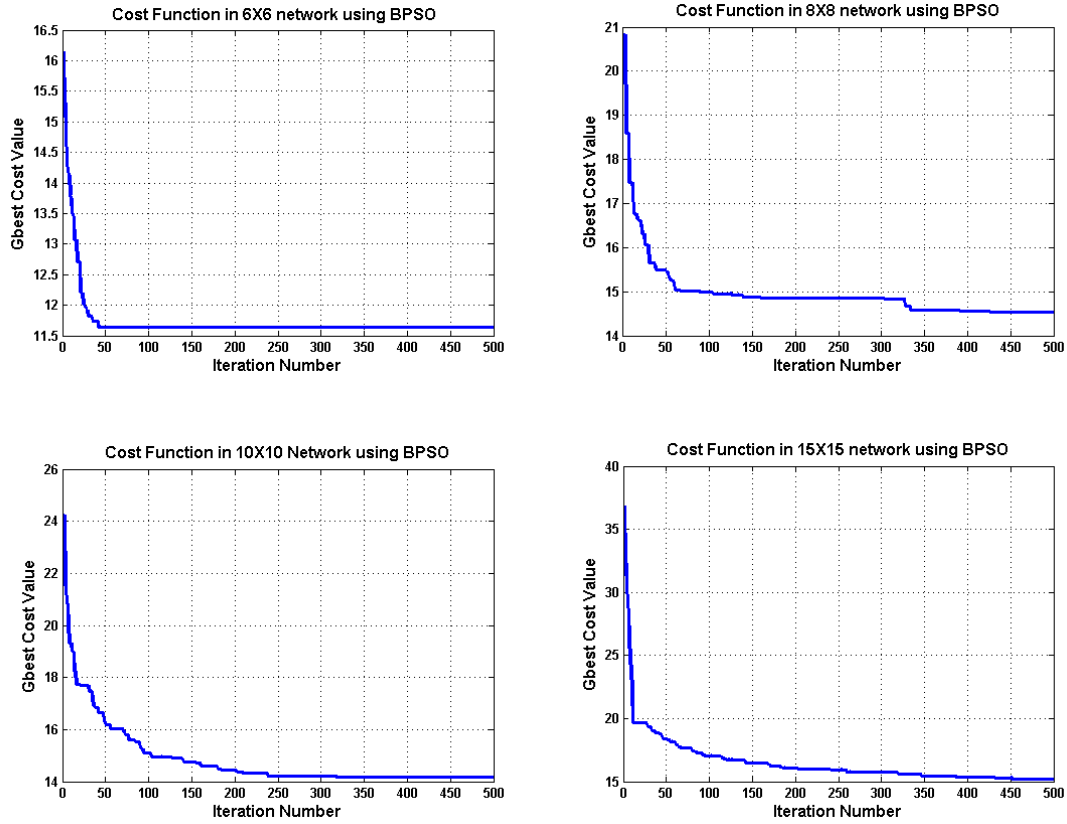 Cost Function in 6X6 network using BPSO
16.5
16
15.5
15
14.5
14
13.5
13
12.5
12
11.5
Gbest Cost Value
0 50 100 150 200 250 300 350 400 450 500
Iteration Number
Cost Function in 8X8 network using BPSO
21
20
19
18
17
16
15
14
Gbest Cost Value
0 50 100 150 200 250 300 350 400 450 500
Iteration Number
Cost Function in 10X10 Network using BPSO
26
24
22
20
18
16
14
Gbest Cost Value
0 50 100 150 200 250 300 350 400 450 500
Iteration Number
Cost Function in 15X15 network using BPSO
40
35
30
25
20
15
Gbest Cost Value
0 50 100 150 200 250 300 350 400 450 500
Iteration Number